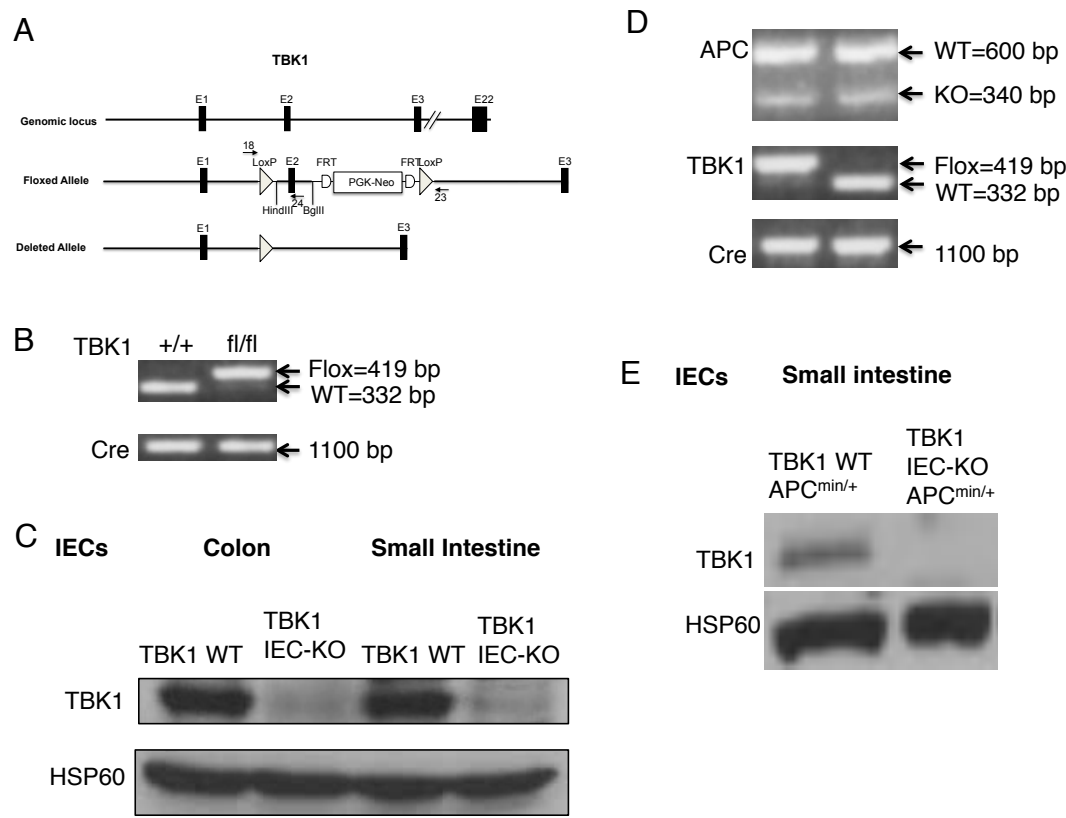 A
TBK1
E1 E2 E3 E22
Genomic locus
18
E1 LoxP E2 FRT FRT LoxP E3
Floxed Allele
PGK-Neo
24 23
HindIII BglII
E1 E3
Deleted Allele
B
TBK1 +/+ fl/fl
Flox=419 bp
WT=332 bp
Cre 1100 bp
C IECs Colon Small Intestine
TBK1 WT TBK1 IEC-KO TBK1 WT TBK1 IEC-KO
TBK1
HSP60
D
APC WT=600 bp
KO=340 bp
TBK1 Flox=419 bp
WT=332 bp
Cre 1100 bp
E IECs Small intestine
TBK1 WT
APCmin/+
TBK1
IEC-KO
APCmin/+
TBK1
HSP60